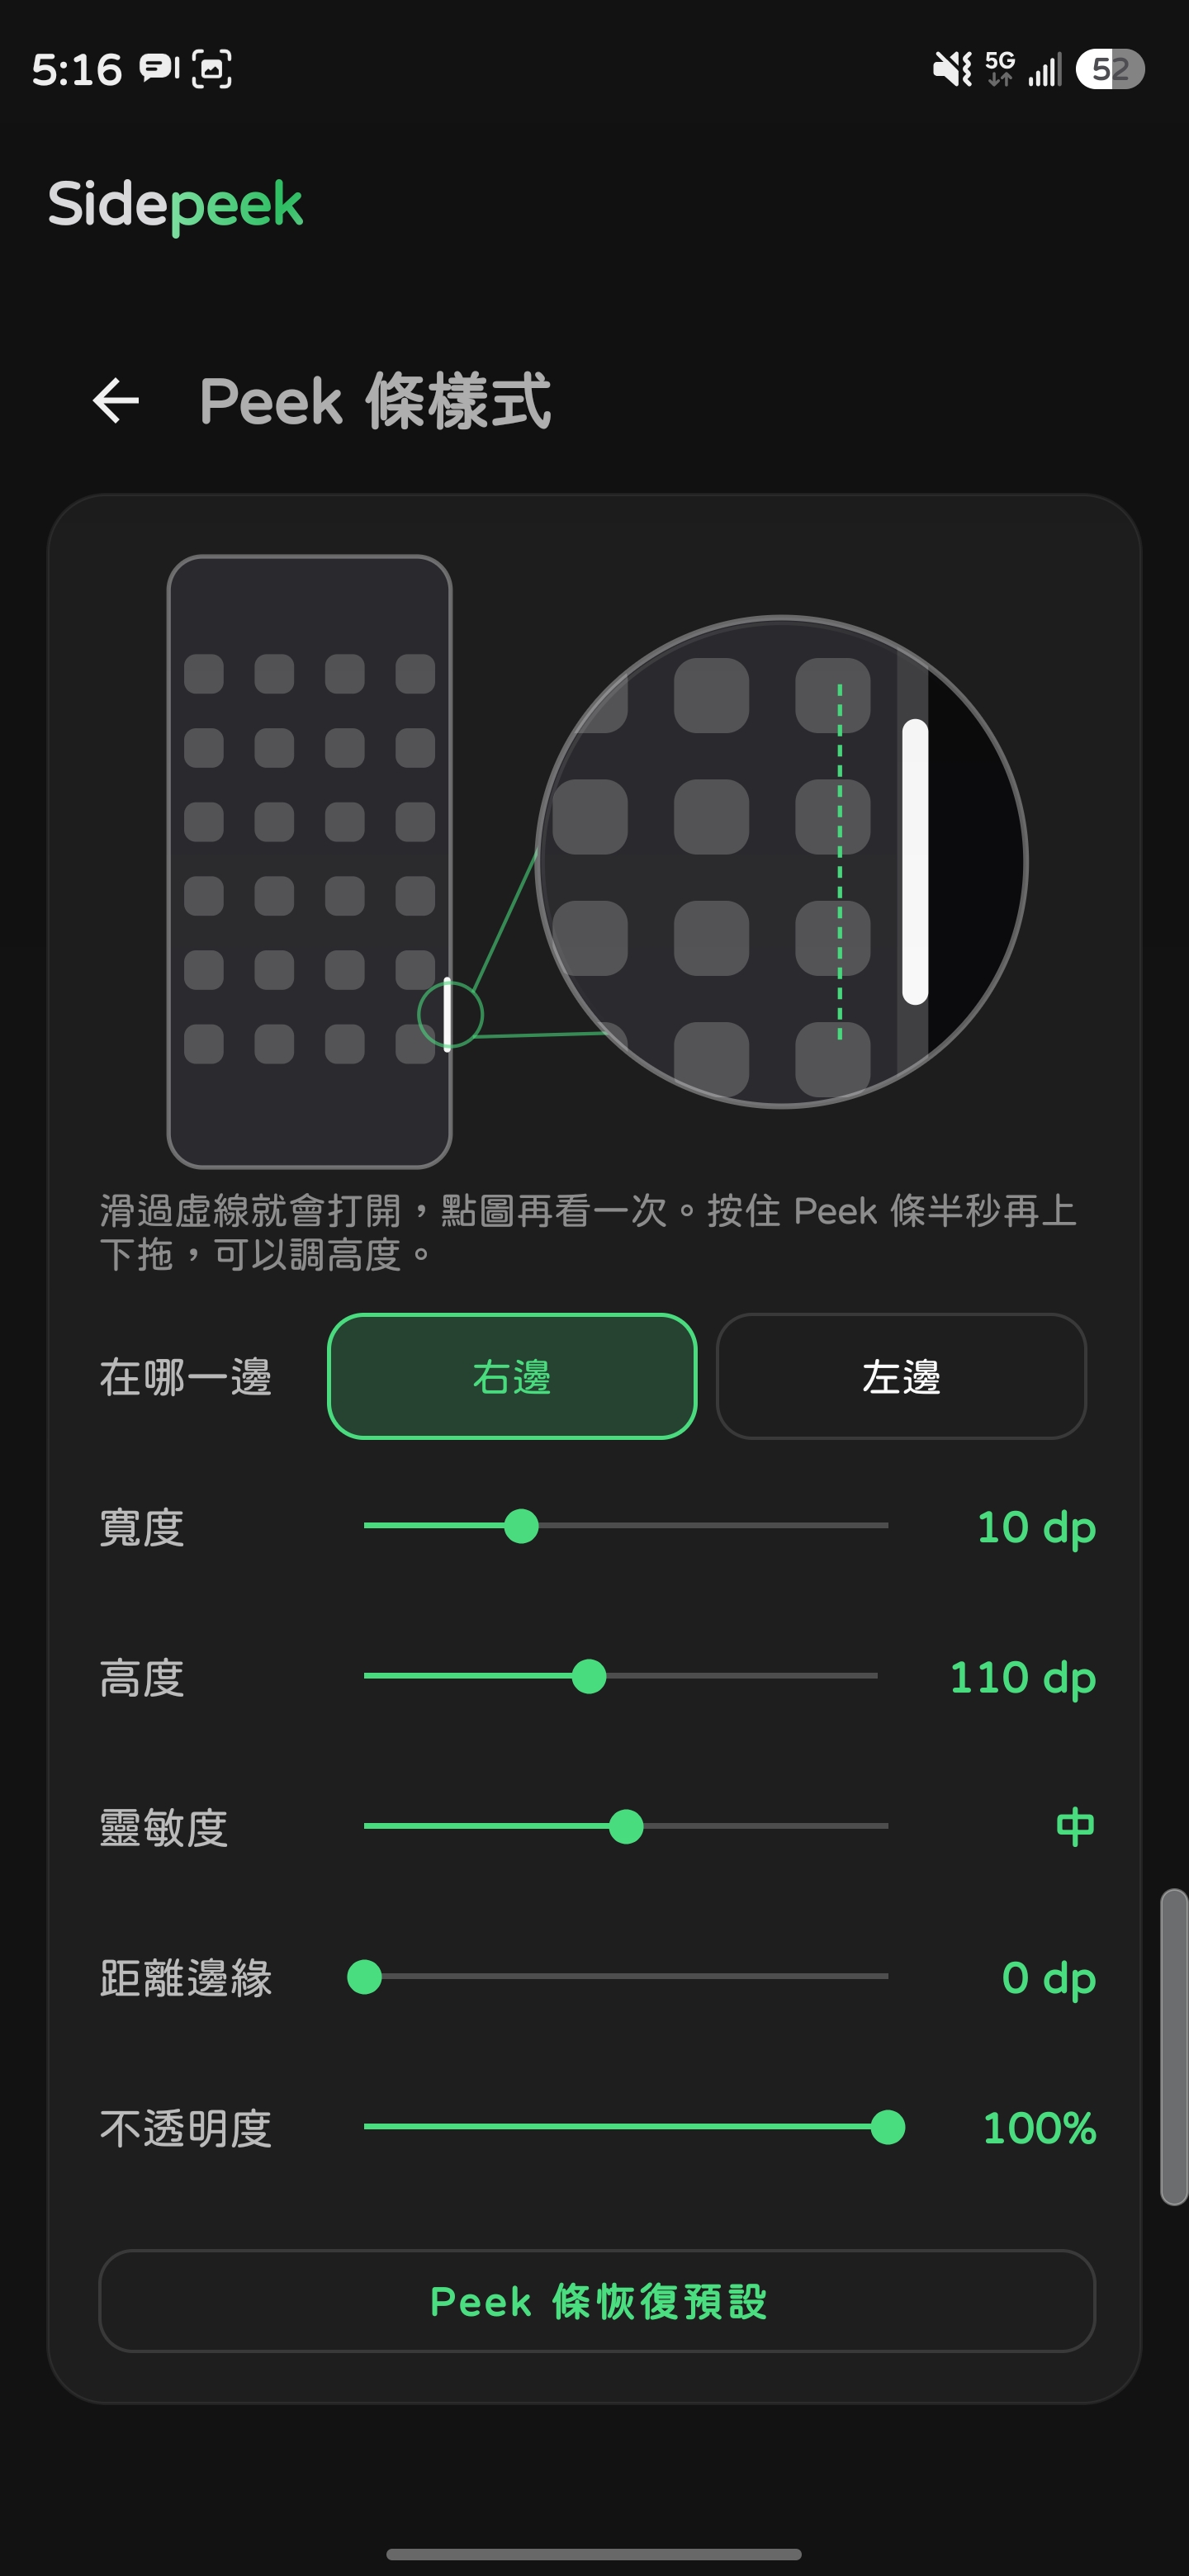 5:16
5G
52
Sidepeek
Peek 條樣式
滑過虛線就會打開，點圖再看一次。按住 Peek 條半秒再上
下拖，可以調高度。
在哪一邊 右邊 左邊
寬度 10 dp
高度 110 dp
靈敏度 中
距離邊緣 0 dp
不透明度 100%
Peek 條恢復預設